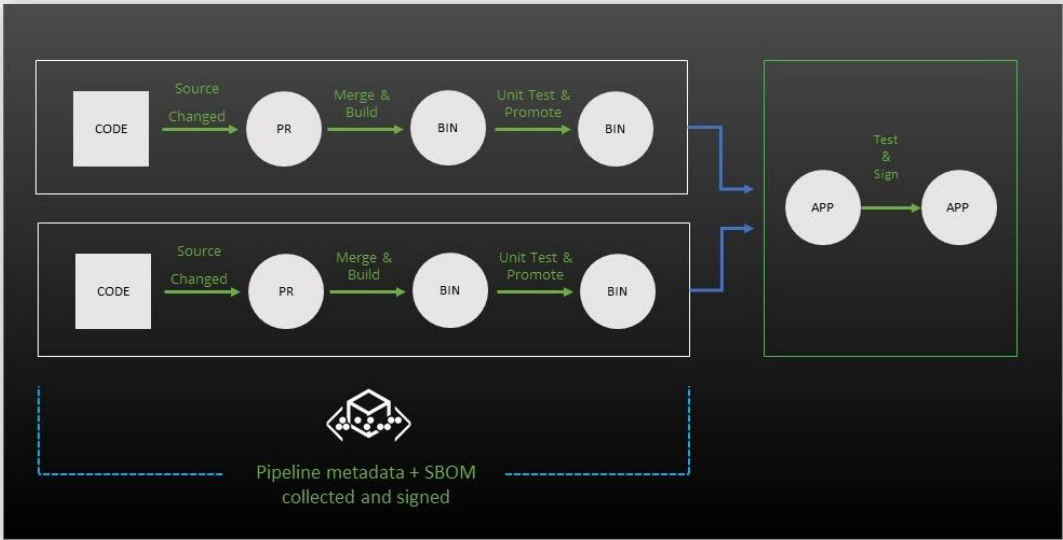 Source
Changed
Merge &
Build
Unit Test &
Promote
CODE
PR
BIN
BIN
Test
&
Sign
APP
APP
Source
Changed
Merge &
Build
Unit Test &
Promote
CODE
PR
BIN
BIN
Pipeline metadata + SBOM
collected and signed